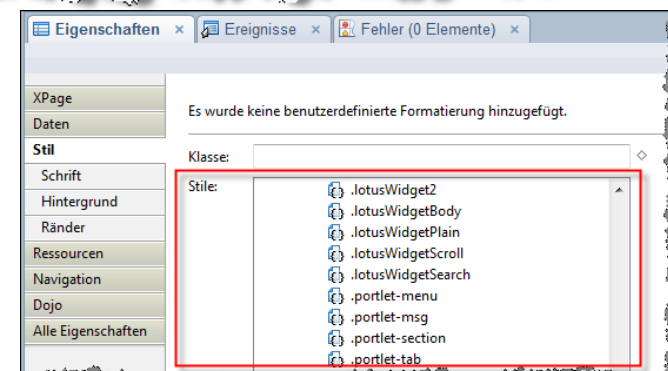 Eigenschaften
Ereignisse
Fehler (0 Elemente)
XPage
Daten
Stil
Schrift
Hintergrund
Ränder
Ressourcen
Navigation
Dojo
Alle Eigenschaften
Es wurde keine benutzerdefinierte Formatierung hinzugefügt.
Klasse:
Stile:
.lotusWidget2
.lotusWidgetBody
.lotusWidgetPlain
.lotusWidgetScroll
.lotusWidgetSearch
.portlet-menu
.portlet-msg
.portlet-section
.portlet-tab